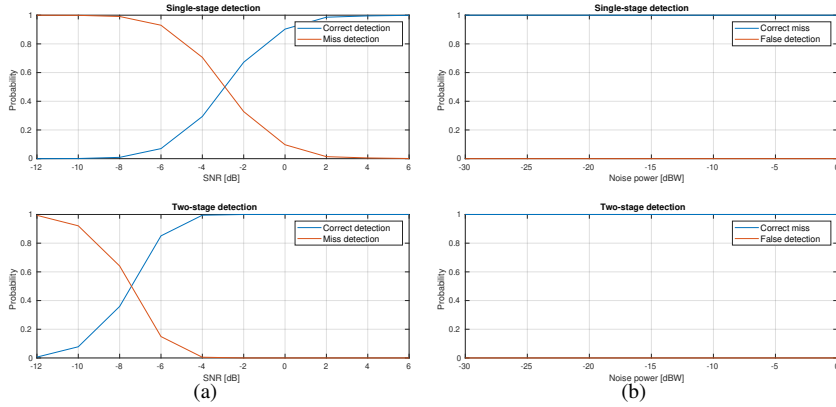 Single-stage detection
Correct detection
Miss detection
Probability
1
0.8
0.6
0.4
0.2
0
-12 -10 -8 -6 -4 -2 0 2 4 6
SNR [dB]
Two-stage detection
Correct detection
Miss detection
Probability
1
0.8
0.6
0.4
0.2
0
-12 -10 -8 -6 -4 -2 0 2 4 6
SNR [dB]
(a)
Single-stage detection
Correct miss
False detection
Probability
1
0.8
0.6
0.4
0.2
0
-30 -25 -20 -15 -10 -5 0
Noise power [dBW]
Two-stage detection
Correct miss
False detection
Probability
1
0.8
0.6
0.4
0.2
0
-30 -25 -20 -15 -10 -5 0
Noise power [dBW]
(b)